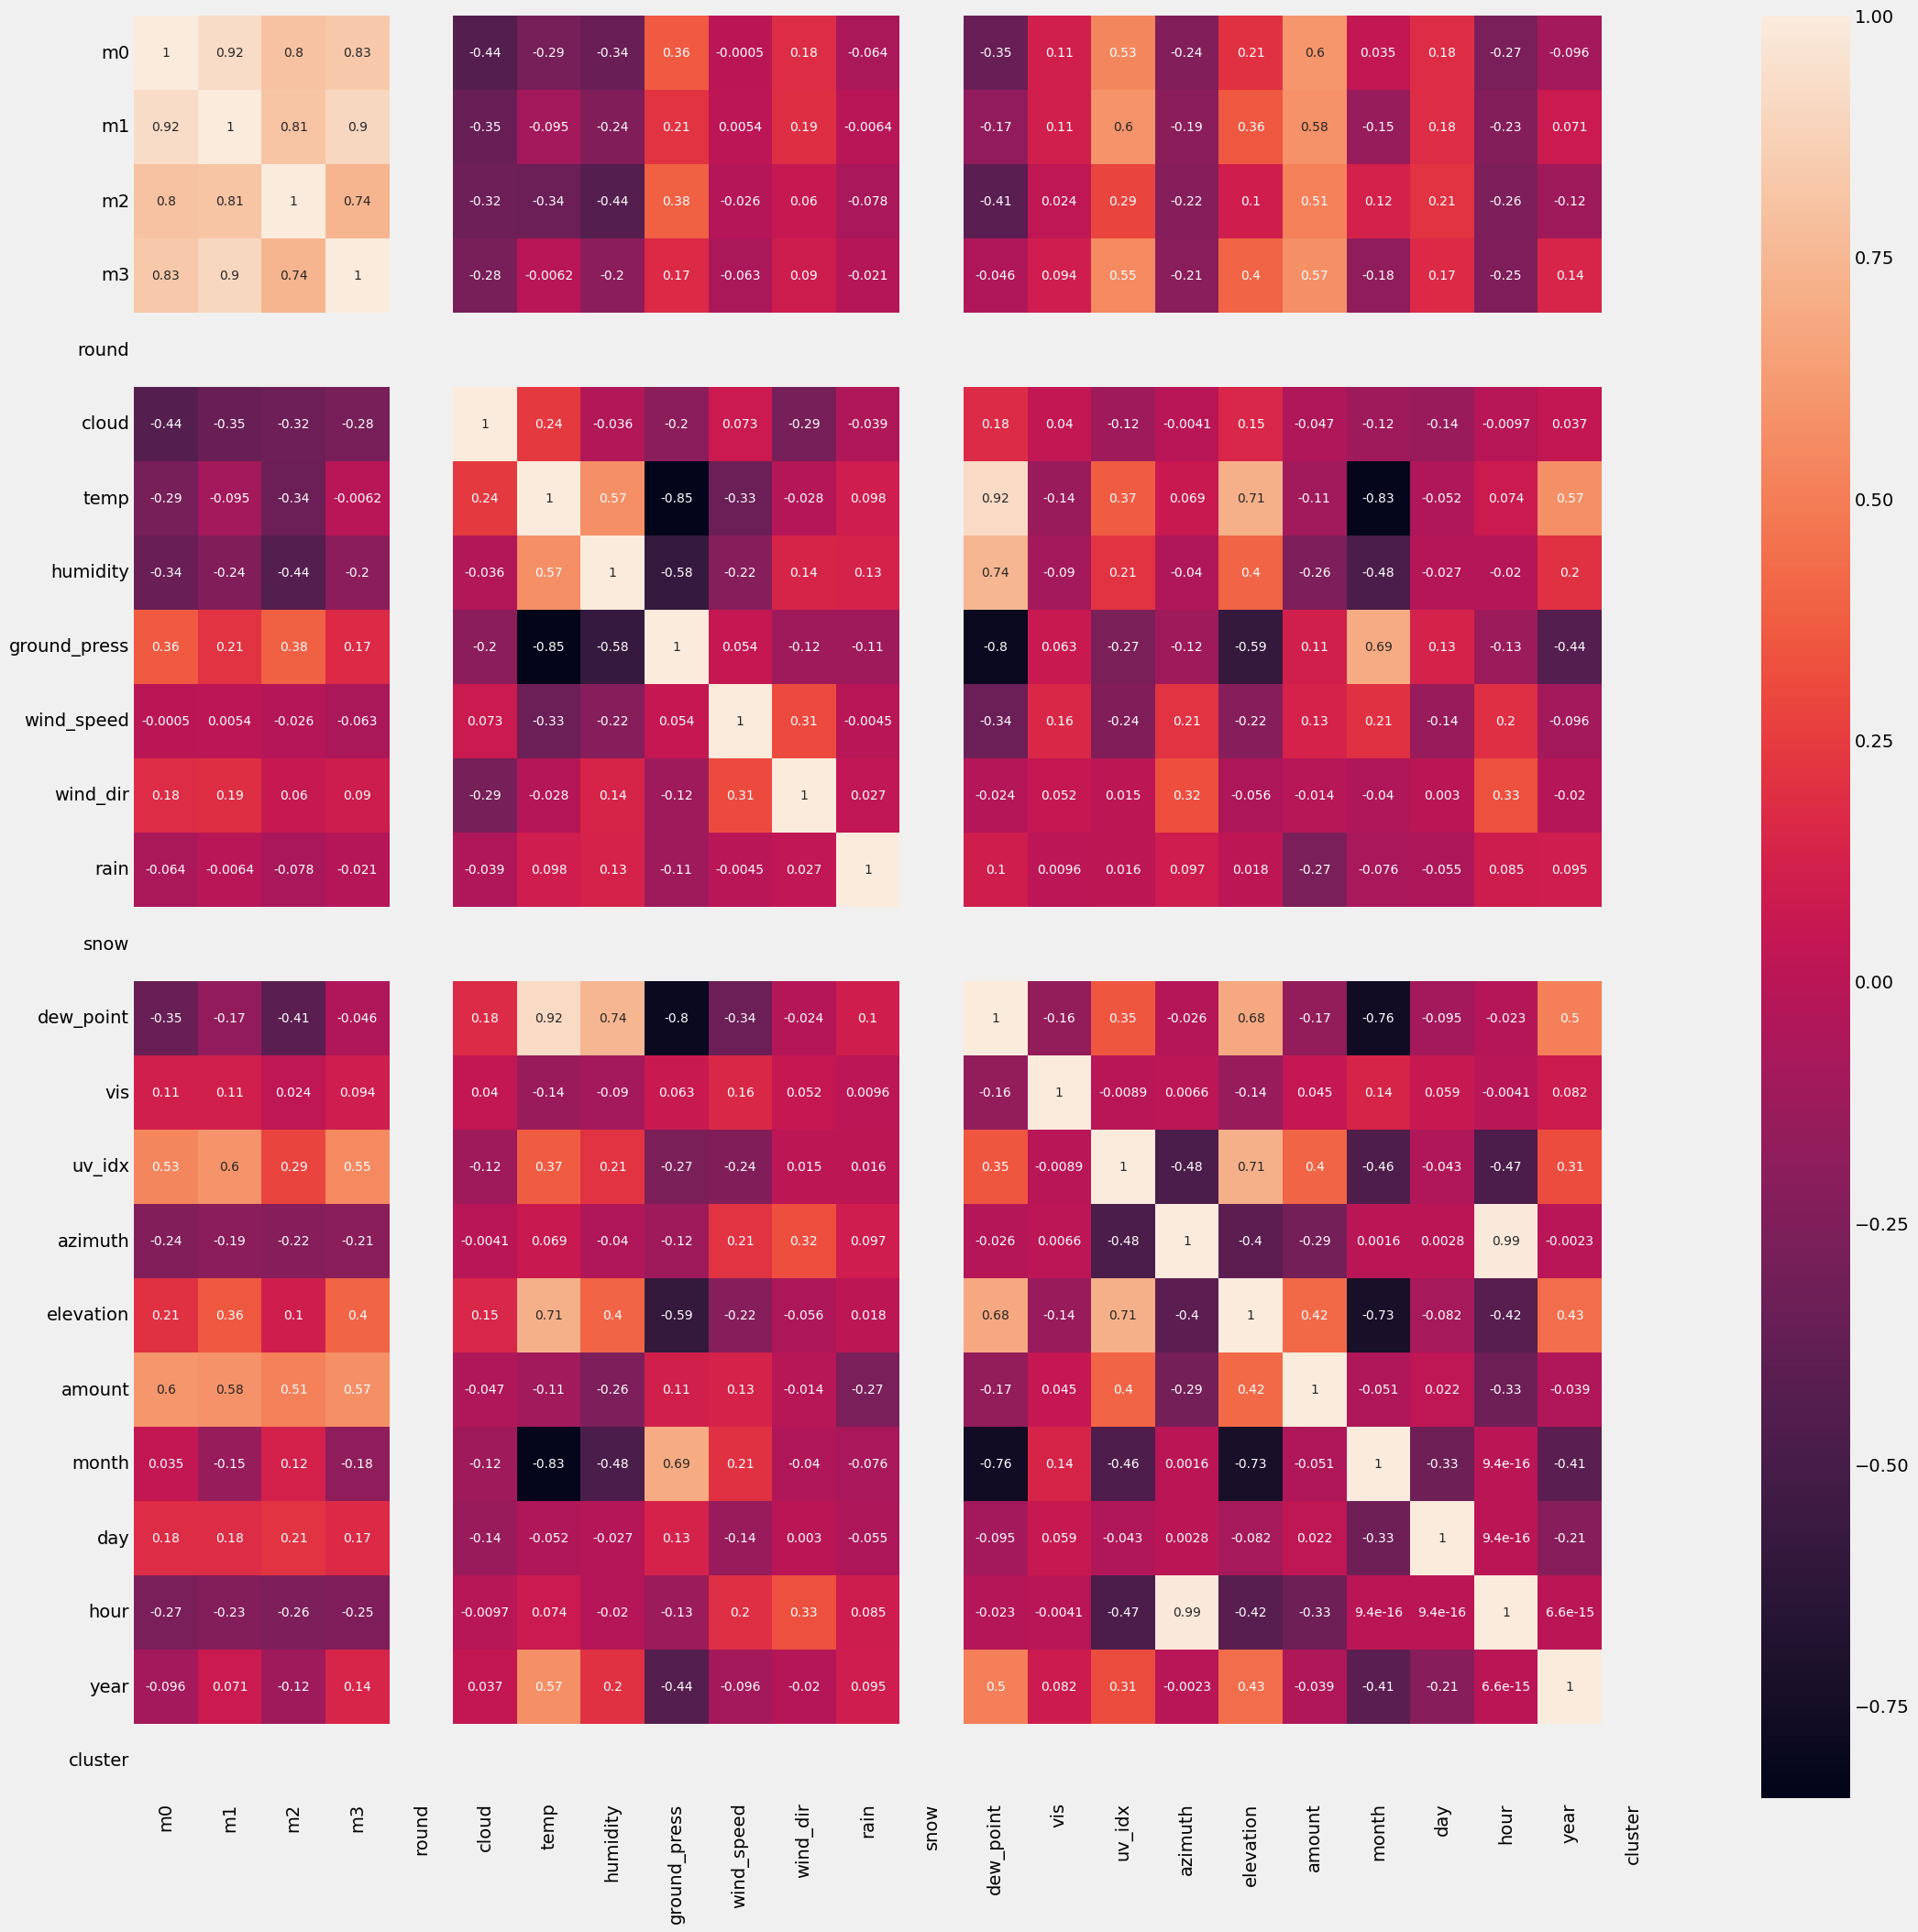 m0 1 0.92 0.8 0.83 -0.44 -0.29 -0.34 0.36 -0.0005 0.18 -0.064 -0.35 0.11 0.53 -0.24 0.21 0.6 0.035 0.18 -0.27 -0.096
m1 0.92 1 0.81 0.9 -0.35 -0.095 -0.24 0.21 0.0054 0.19 -0.0064 -0.17 0.11 0.6 -0.19 0.36 0.58 -0.15 0.18 -0.23 0.071
m2 0.8 0.81 1 0.74 -0.32 -0.34 -0.44 0.38 -0.026 0.06 -0.078 -0.41 0.024 0.29 -0.22 0.1 0.51 0.12 0.21 -0.26 -0.12
m3 0.83 0.9 0.74 1 -0.28 -0.0062 -0.2 0.17 -0.063 0.09 -0.021 -0.046 0.094 0.55 -0.21 0.4 0.57 -0.18 0.17 -0.25 0.14
round
cloud -0.44 -0.35 -0.32 -0.28 1 0.24 -0.036 -0.2 0.073 -0.29 -0.039 0.18 0.04 -0.12 -0.0041 0.15 -0.047 -0.12 -0.14 -0.0097 0.037
temp -0.29 -0.095 -0.34 -0.0062 0.24 1 0.57 -0.85 -0.33 -0.028 0.098 0.92 -0.14 0.37 0.069 0.71 -0.11 -0.83 -0.052 0.074 0.57
humidity -0.34 -0.24 -0.44 -0.2 -0.036 0.57 1 -0.58 -0.22 0.14 0.13 0.74 -0.09 0.21 -0.04 0.4 -0.26 -0.48 -0.027 -0.02 0.2
ground_press 0.36 0.21 0.38 0.17 -0.2 -0.85 -0.58 1 0.054 -0.12 -0.11 -0.8 0.063 -0.27 -0.12 -0.59 0.11 0.69 0.13 -0.13 -0.44
wind_speed -0.0005 0.0054 -0.026 -0.063 0.073 -0.33 -0.22 0.054 1 0.31 -0.0045 -0.34 0.16 -0.24 0.21 -0.22 0.13 0.21 -0.14 0.2 -0.096
wind_dir 0.18 0.19 0.06 0.09 -0.29 -0.028 0.14 -0.12 0.31 1 0.027 -0.024 0.052 0.015 0.32 -0.056 -0.014 -0.04 0.003 0.33 -0.02
rain -0.064 -0.0064 -0.078 -0.021 -0.039 0.098 0.13 -0.11 -0.0045 0.027 1 0.1 0.0096 0.016 0.097 0.018 -0.27 -0.076 -0.055 0.085 0.095
snow
dew_point -0.35 -0.17 -0.41 -0.046 0.18 0.92 0.74 -0.8 -0.34 -0.024 0.1 1 -0.16 0.35 -0.026 0.68 -0.17 -0.76 -0.095 -0.023 0.5
vis 0.11 0.11 0.024 0.094 0.04 -0.14 -0.09 0.063 0.16 0.052 0.0096 -0.16 1 -0.0089 0.0066 -0.14 0.045 0.14 0.059 -0.0041 0.082
uv_idx 0.53 0.6 0.29 0.55 -0.12 0.37 0.21 -0.27 -0.24 0.015 0.016 0.35 -0.0089 1 -0.48 0.71 0.4 -0.46 -0.043 -0.47 0.31
azimuth -0.24 -0.19 -0.22 -0.21 -0.0041 0.069 -0.04 -0.12 0.21 0.32 0.097 -0.026 0.0066 -0.48 1 -0.4 -0.29 0.0016 0.0028 0.99 -0.0023
elevation 0.21 0.36 0.1 0.4 0.15 0.71 0.4 -0.59 -0.22 -0.056 0.018 0.68 -0.14 0.71 -0.4 1 0.42 -0.73 -0.082 -0.42 0.43
amount 0.6 0.58 0.51 0.57 -0.047 -0.11 -0.26 0.11 0.13 -0.014 -0.27 -0.17 0.045 0.4 -0.29 0.42 1 -0.051 0.022 -0.33 -0.039
month 0.035 -0.15 0.12 -0.18 -0.12 -0.83 -0.48 0.69 0.21 -0.04 -0.076 -0.76 0.14 -0.46 0.0016 -0.73 -0.051 1 -0.33 9.4e-16 -0.41
day 0.18 0.18 0.21 0.17 -0.14 -0.052 -0.027 0.13 -0.14 0.003 -0.055 -0.095 0.059 -0.043 0.0028 -0.082 0.022 -0.33 1 9.4e-16 -0.21
hour -0.27 -0.23 -0.26 -0.25 -0.0097 0.074 -0.02 -0.13 0.2 0.33 0.085 -0.023 -0.0041 -0.47 0.99 -0.42 -0.33 9.4e-16 9.4e-16 1 6.6e-15
year -0.096 0.071 -0.12 0.14 0.037 0.57 0.2 -0.44 -0.096 -0.02 0.095 0.5 0.082 0.31 -0.0023 0.43 -0.039 -0.41 -0.21 6.6e-15 1
cluster
m0 m1 m2 m3 round cloud temp humidity ground_press wind_speed wind_dir rain snow dew_point vis uv_idx azimuth elevation amount month day hour year cluster
1.00
0.75
0.50
0.25
0.00
−0.25
−0.50
−0.75